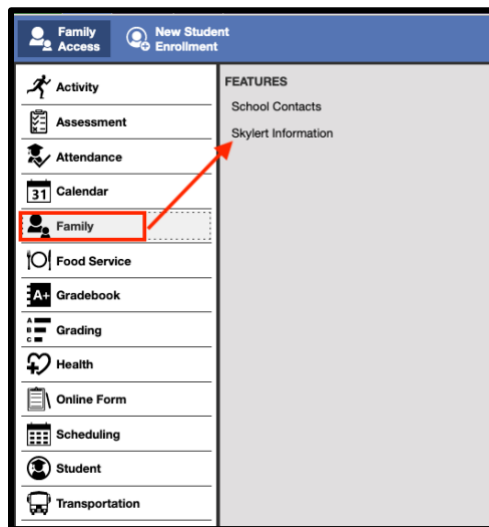 Family
Access
New Student
Enrollment
Activity
Assessment
Attendance
31 Calendar
Family
Food Service
A+ Gradebook
A
B
C
Grading
Health
Online Form
Scheduling
Student
Transportation
FEATURES
School Contacts
Skylert Information